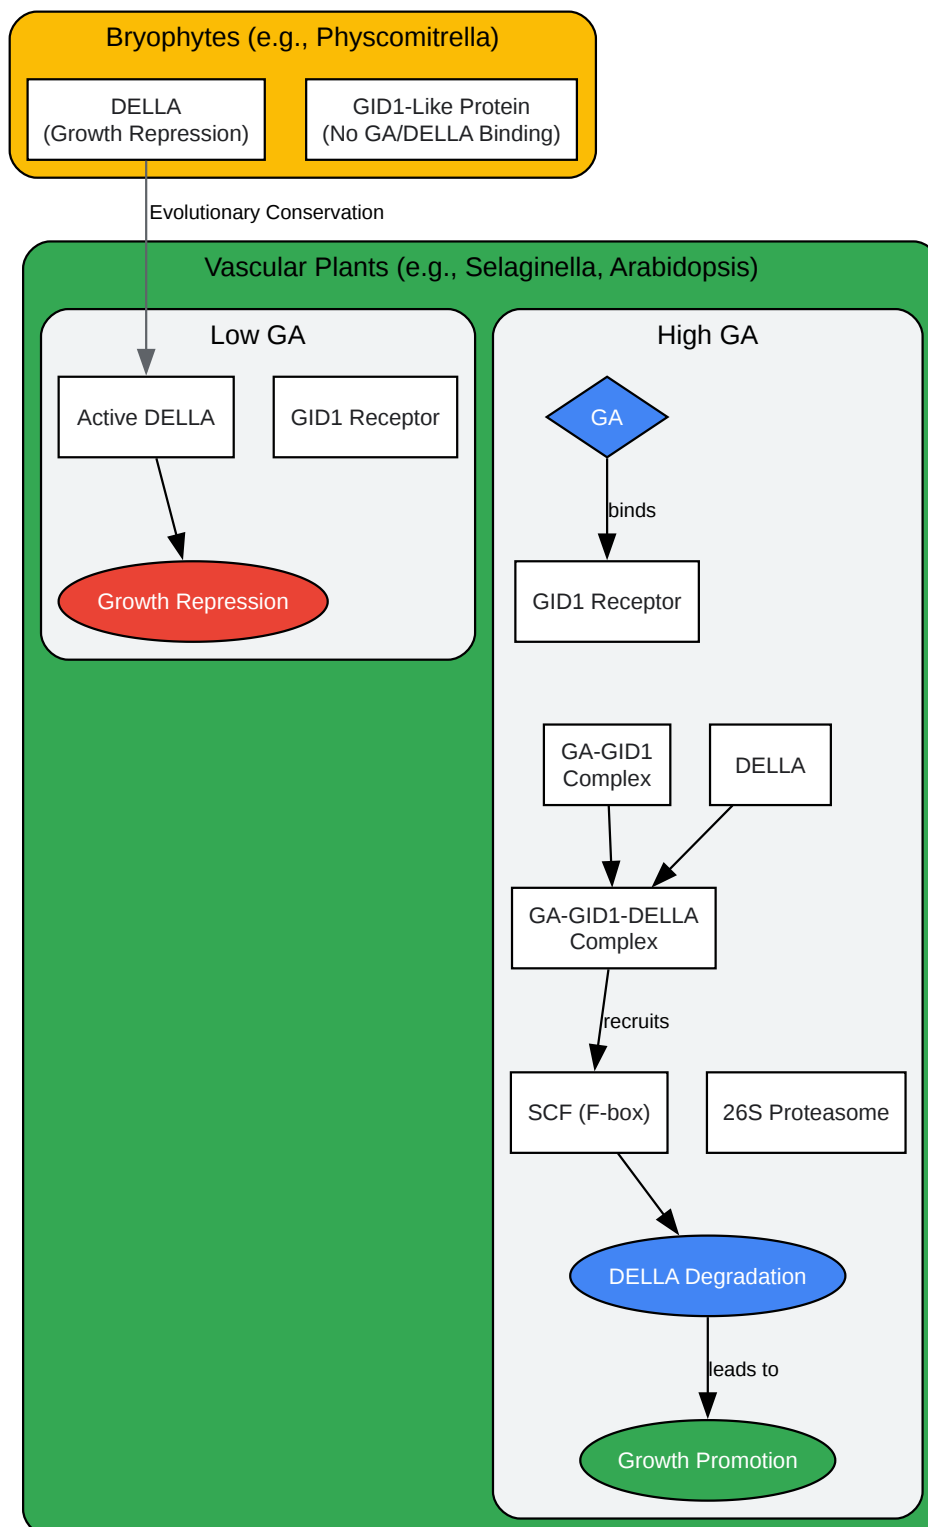 Bryophytes (e.g., Physcomitrella)
DELLA
(Growth Repression)
GID1-Like Protein
(No GA/DELLA Binding)
Evolutionary Conservation
Vascular Plants (e.g., Selaginella, Arabidopsis)
Low GA
Active DELLA
GID1 Receptor
Growth Repression
High GA
GA
binds
GID1 Receptor
GA-GID1
Complex
DELLA
GA-GID1-DELLA
Complex
recruits
SCF (F-box)
26S Proteasome
DELLA Degradation
leads to
Growth Promotion